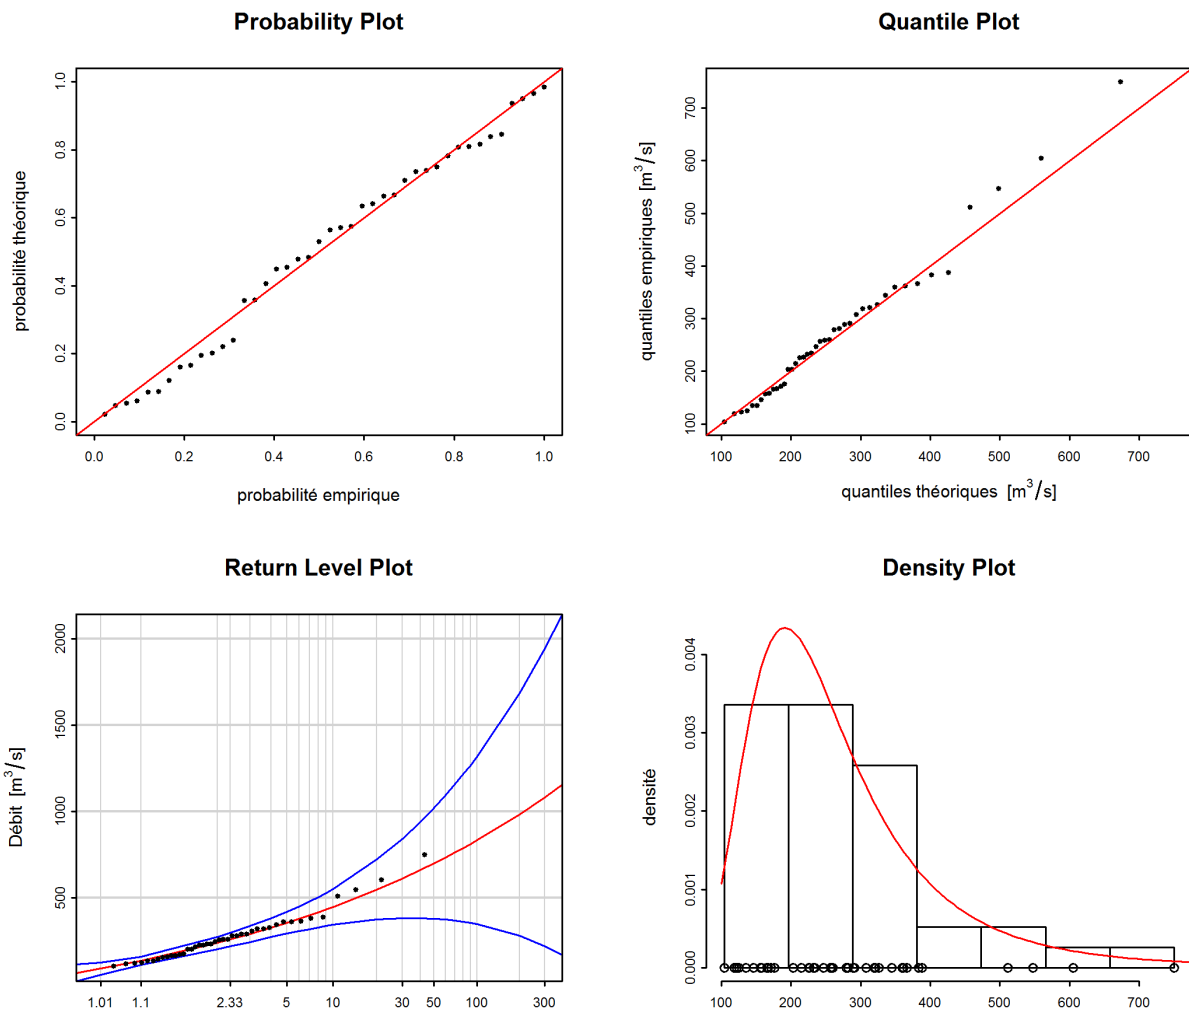 Probability Plot
probabilité théorique
0.0 0.2 0.4 0.6 0.8 1.0
0.0 0.2 0.4 0.6 0.8 1.0
probabilité empirique
Quantile Plot
quantiles empiriques [m³/s]
100 200 300 400 500 600 700
100 200 300 400 500 600 700
quantiles théoriques [m³/s]
Return Level Plot
Débit [m³/s]
500 1000 1500 2000
1.01 1.1 2.33 5 10 30 50 100 300
Density Plot
densité
0.000 0.001 0.002 0.003 0.004
100 200 300 400 500 600 700